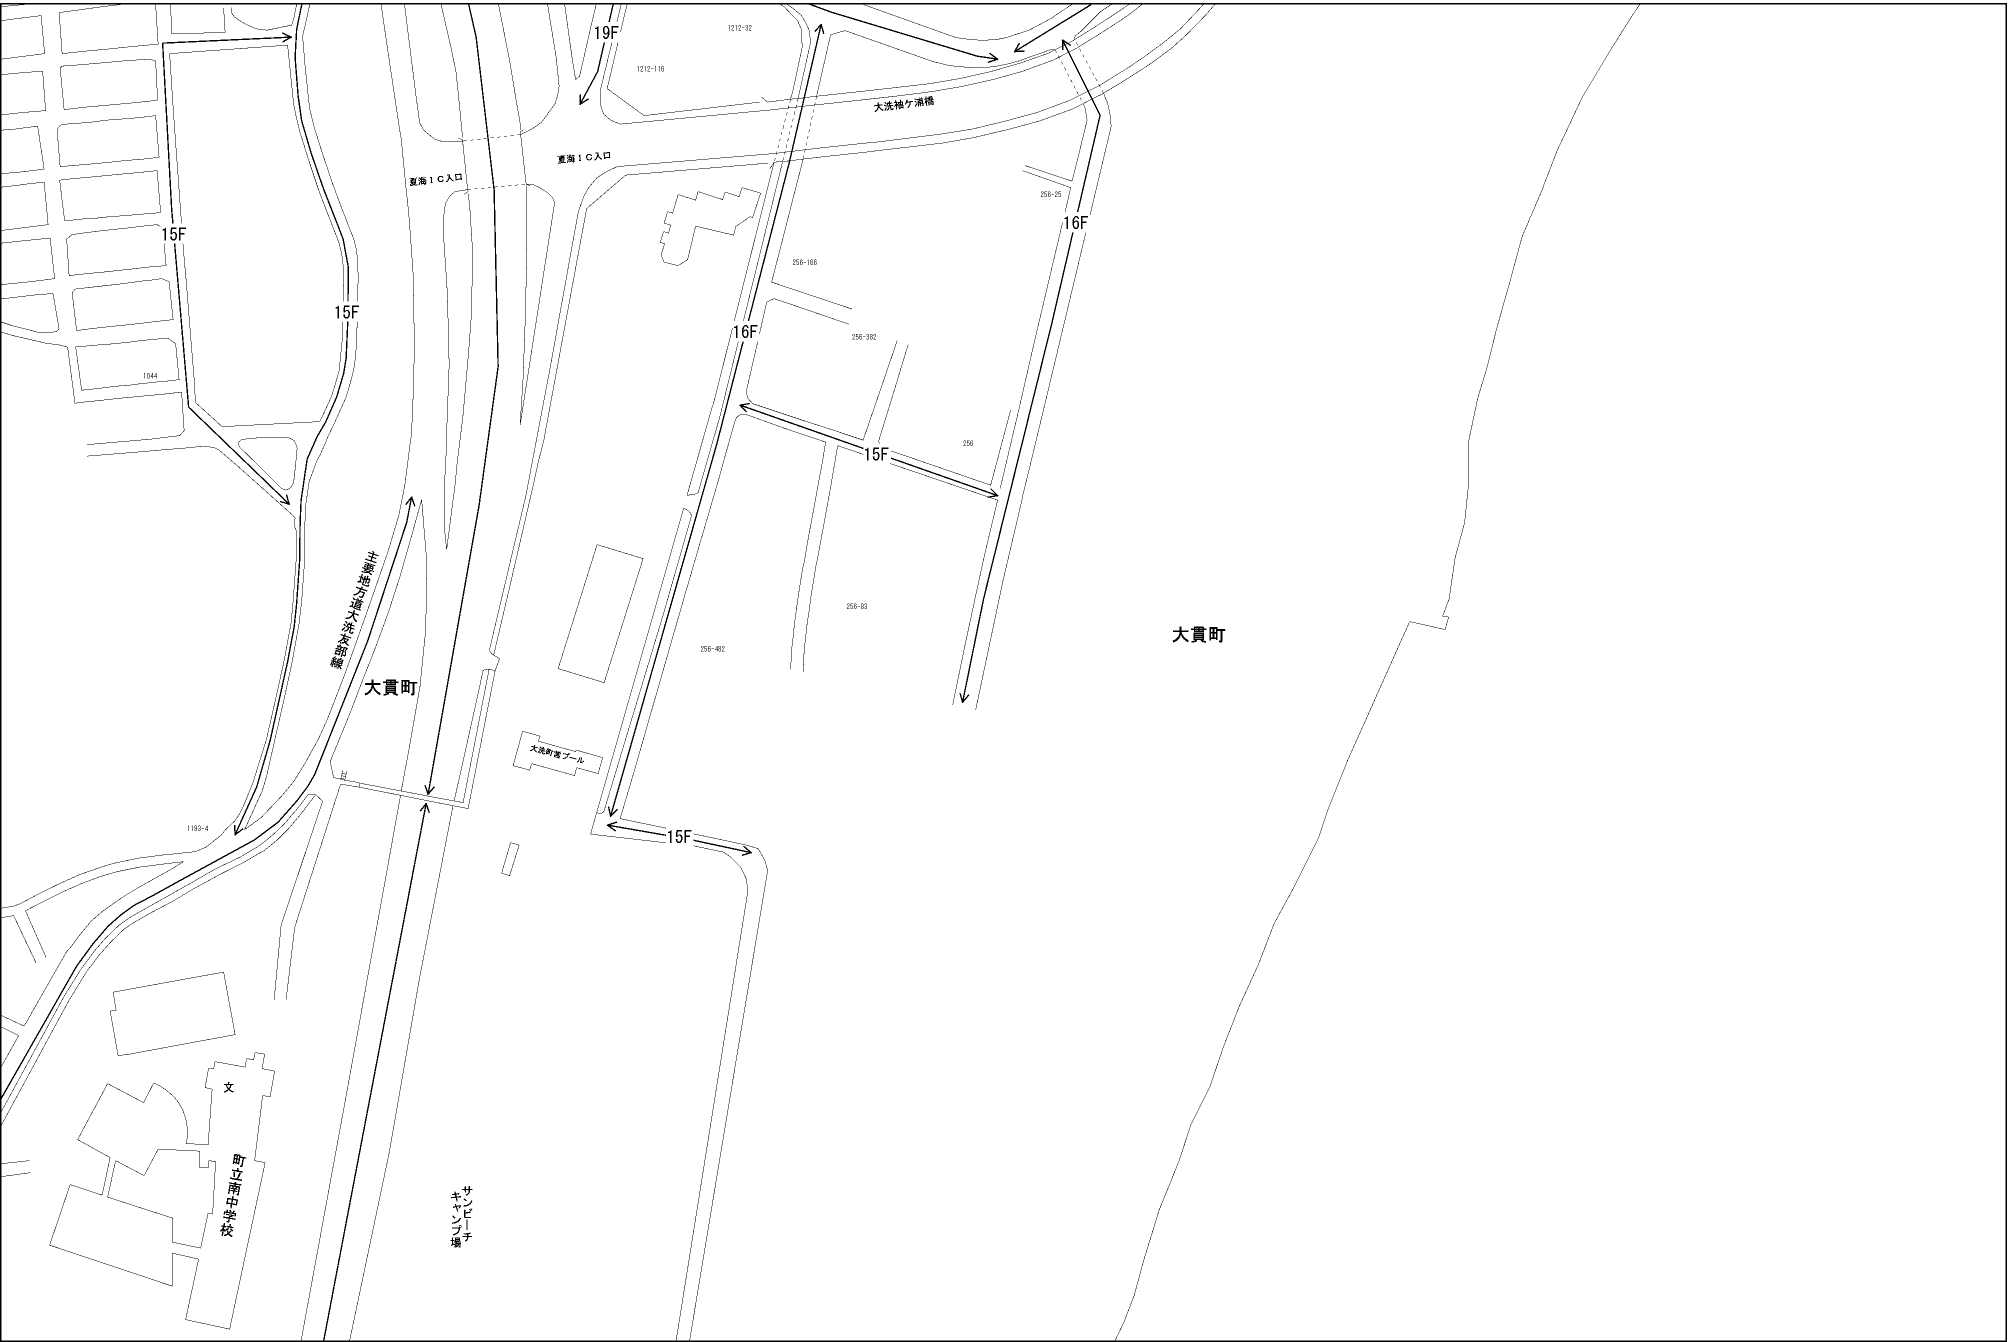 19F
1212-32
1212-116
大洗袖ケ浦橋
夏海ＩＣ入口
夏海ＩＣ入口
256-25
15F
16F
256-166
15F
16F
256-382
1044
256
15F
主要地方道大洗友部線
256-93
大貫町
256-482
大貫町
大洗町営プール
1193-4
15F
文
町立南中学校
サンビーチ
キャンプ場